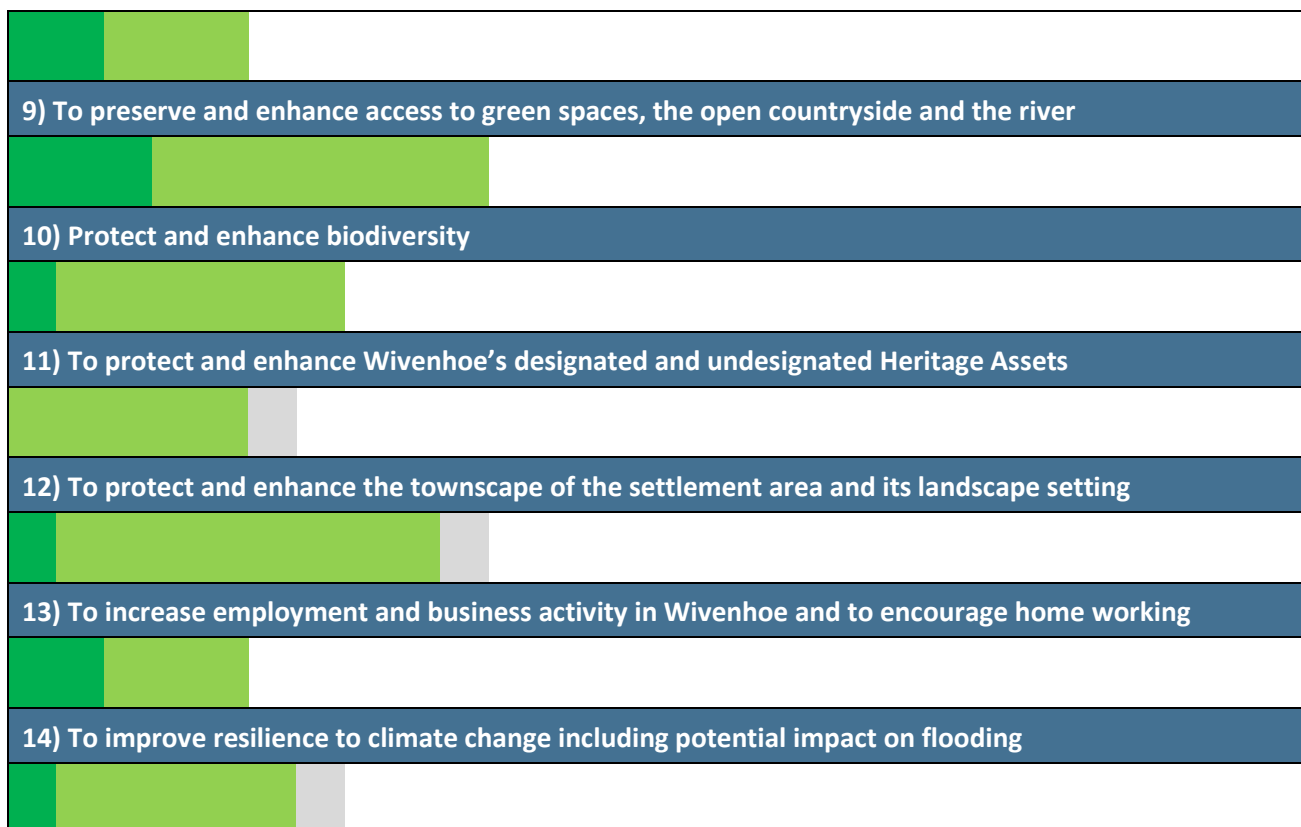 9) To preserve and enhance access to green spaces, the open countryside and the river
10) Protect and enhance biodiversity
11) To protect and enhance Wivenhoe’s designated and undesignated Heritage Assets
12) To protect and enhance the townscape of the settlement area and its landscape setting
13) To increase employment and business activity in Wivenhoe and to encourage home working
14) To improve resilience to climate change including potential impact on flooding